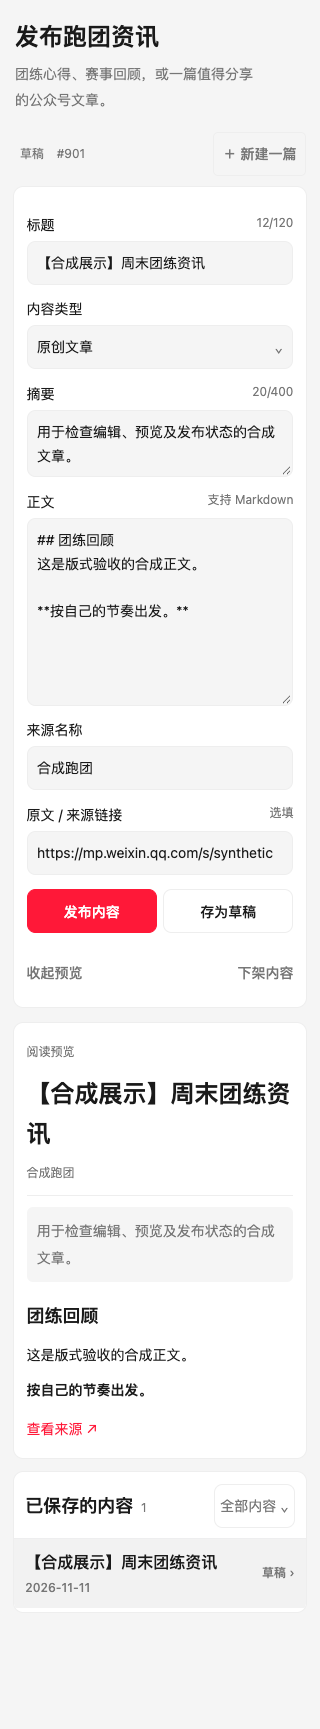 发布跑团资讯
团练心得、赛事回顾，或一篇值得分享
的公众号文章。
草稿 #901
+ 新建一篇
标题 12/120
【合成展示】周末团练资讯
内容类型
原创文章
摘要 20/400
用于检查编辑、预览及发布状态的合成
文章。
正文 支持 Markdown
## 团练回顾
这是版式验收的合成正文。
**按自己的节奏出发。**
来源名称
合成跑团
原文 / 来源链接 选填
https://mp.weixin.qq.com/s/synthetic
发布内容 存为草稿
收起预览 下架内容
阅读预览
【合成展示】周末团练资
讯
合成跑团
用于检查编辑、预览及发布状态的合成
文章。
团练回顾
这是版式验收的合成正文。
按自己的节奏出发。
查看来源 ↗
已保存的内容 1 全部内容
【合成展示】周末团练资讯
草稿 ›
2026-11-11